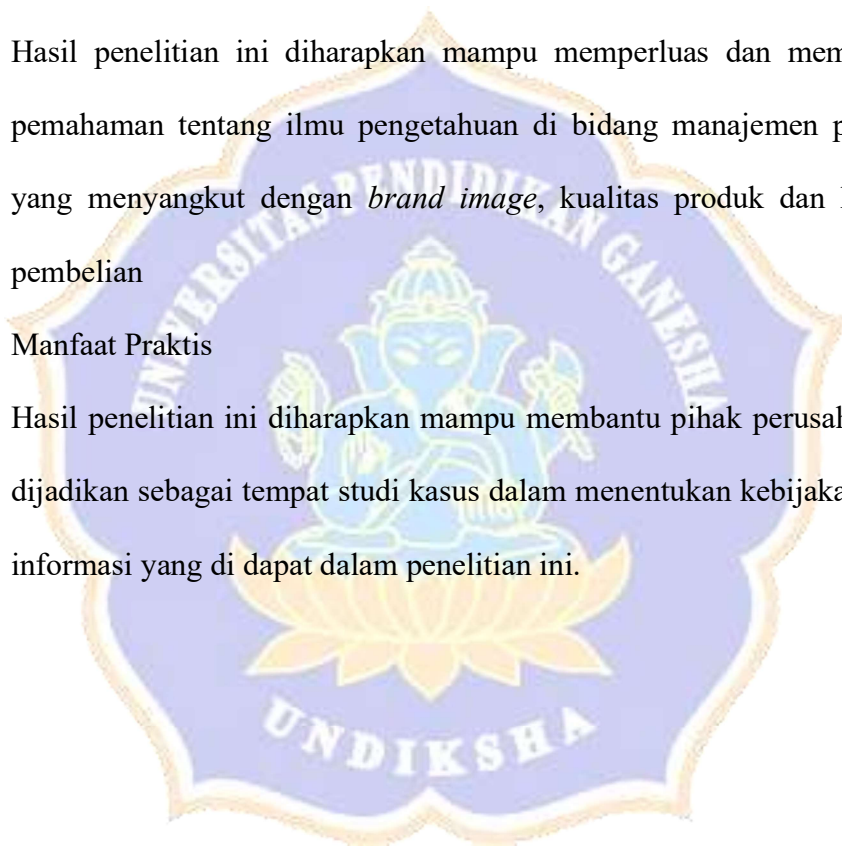 Hasil penelitian ini diharapkan mampu memperluas dan mem
pemahaman tentang ilmu pengetahuan di bidang manajemen p
yang menyangkut dengan brand image, kualitas produk dan
pembelian
Manfaat Praktis
Hasil penelitian ini diharapkan mampu membantu pihak perusah
dijadikan sebagai tempat studi kasus dalam menentukan kebijaka
informasi yang di dapat dalam penelitian ini.
UNIVERSITAS PENDIDIKAN GANESHA
UNDIKSHA